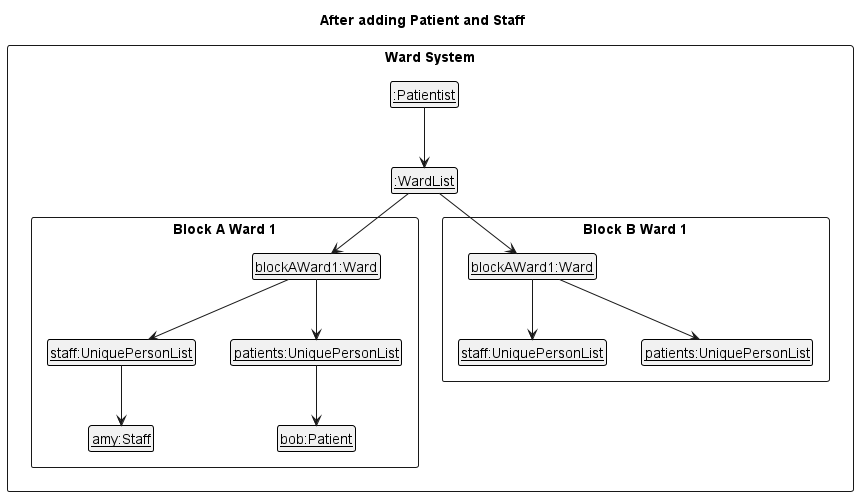 After adding Patient and Staff
Ward System
:Patientist
:WardList
Block A Ward 1
Block B Ward 1
blockAWard1:Ward
blockAWard1:Ward
staff:UniquePersonList
patients:UniquePersonList
staff:UniquePersonList
patients:UniquePersonList
amy:Staff
bob:Patient